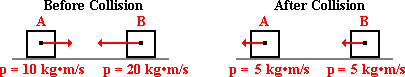 Before Collision
A B
p = 10 kg•m/s p = 20 kg•m/s
After Collision
A B
p = 5 kg•m/s p = 5 kg•m/s